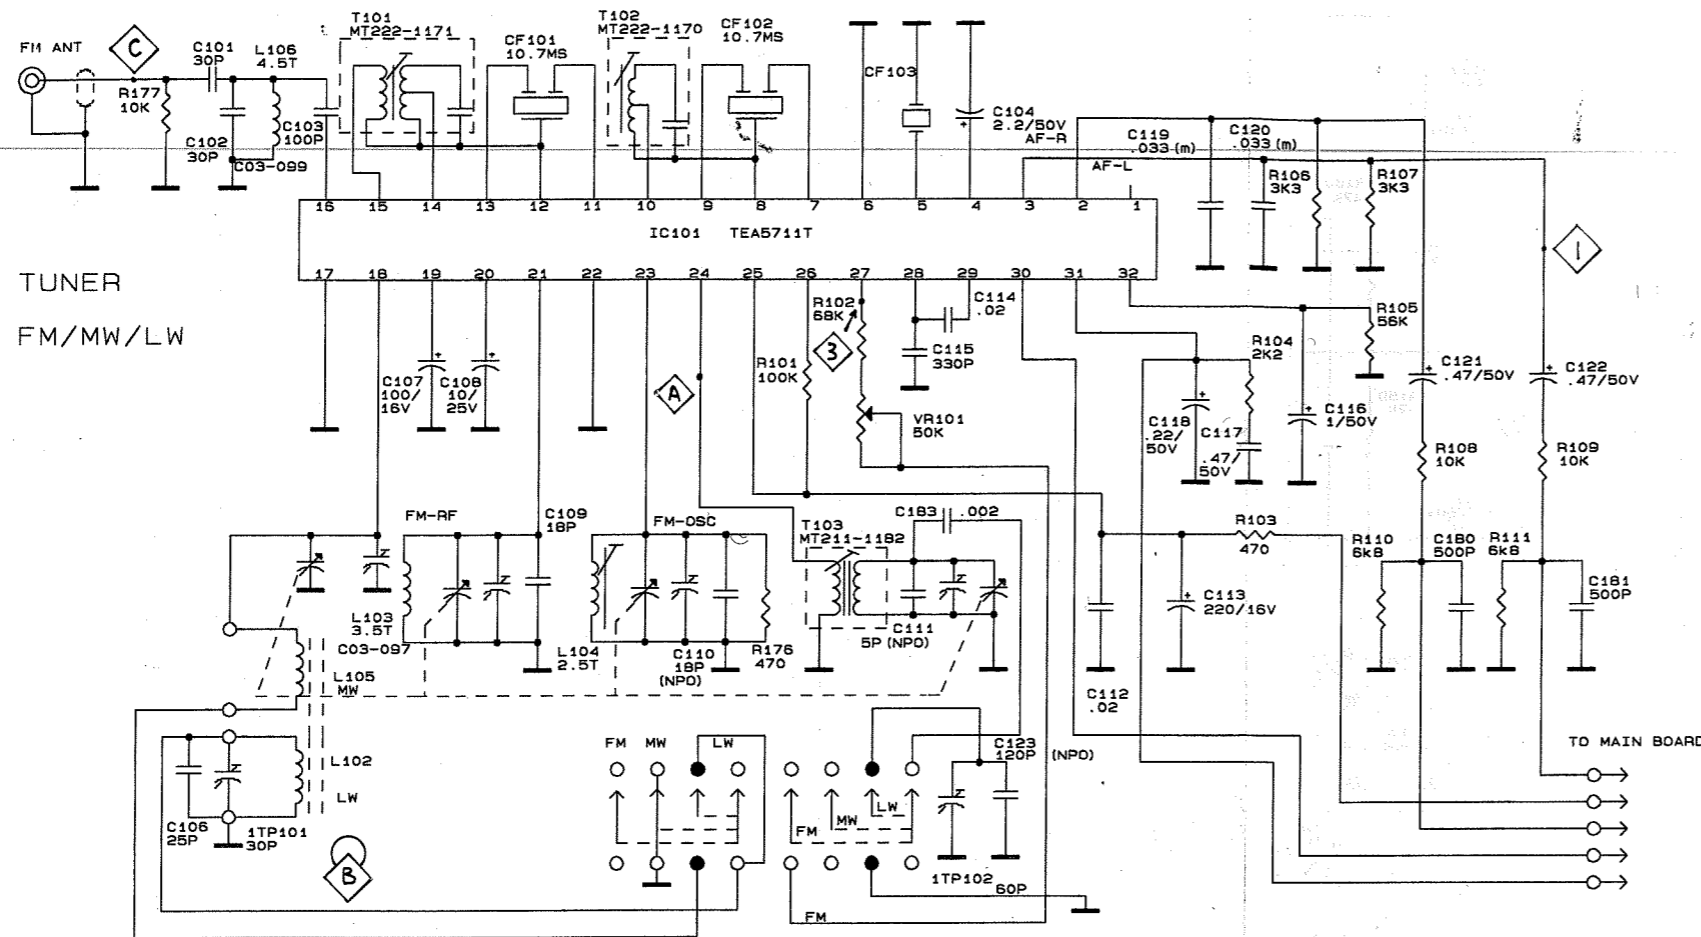 FM ANT
C
R177
10K
C101
30P
L106
4.5T
C102
30P
C03-099
C103
100P
T101
MT222-1171
CF101
10.7MS
T102
MT222-1170
CF102
10.7MS
CF103
C104
2.2/50V
AF-R
AF-L
C119
.033 (m)
C120
.033 (m)
R106
3K3
R107
3K3
16 15 14 13 12 11 10 9 8 7 6 5 4 3 2 1
IC101 TEA5711T
17 18 19 20 21 22 23 24 25 26 27 28 29 30 31 32
TUNER
FM/MW/LW
1
C107
100/
16V
C108
10/
25V
A
R101
100K
R102
68K
3
VR101
50K
C114
.02
C115
330P
R104
2K2
R105
56K
C118
.22/
50V
C117
.47/
50V
C116
1/50V
C121
.47/50V
C122
.47/50V
R108
10K
R109
10K
FM-RF
C109
18P
FM-OSC
T103
MT211-1182
C183 .002
R103
470
R110
6k8
C180
500P
R111
6k8
C181
500P
C113
220/16V
L103
3.5T
C03-097
L104
2.5T
C110
18P
(NPO)
R176
470
C111
5P (NPO)
C112
.02
L105
MW
L102
LW
C106
25P
1TP101
30P
B
FM MW LW
C123
120P (NPO)
LW
MW
FM
1TP102
60P
FM
TO MAIN BOARD